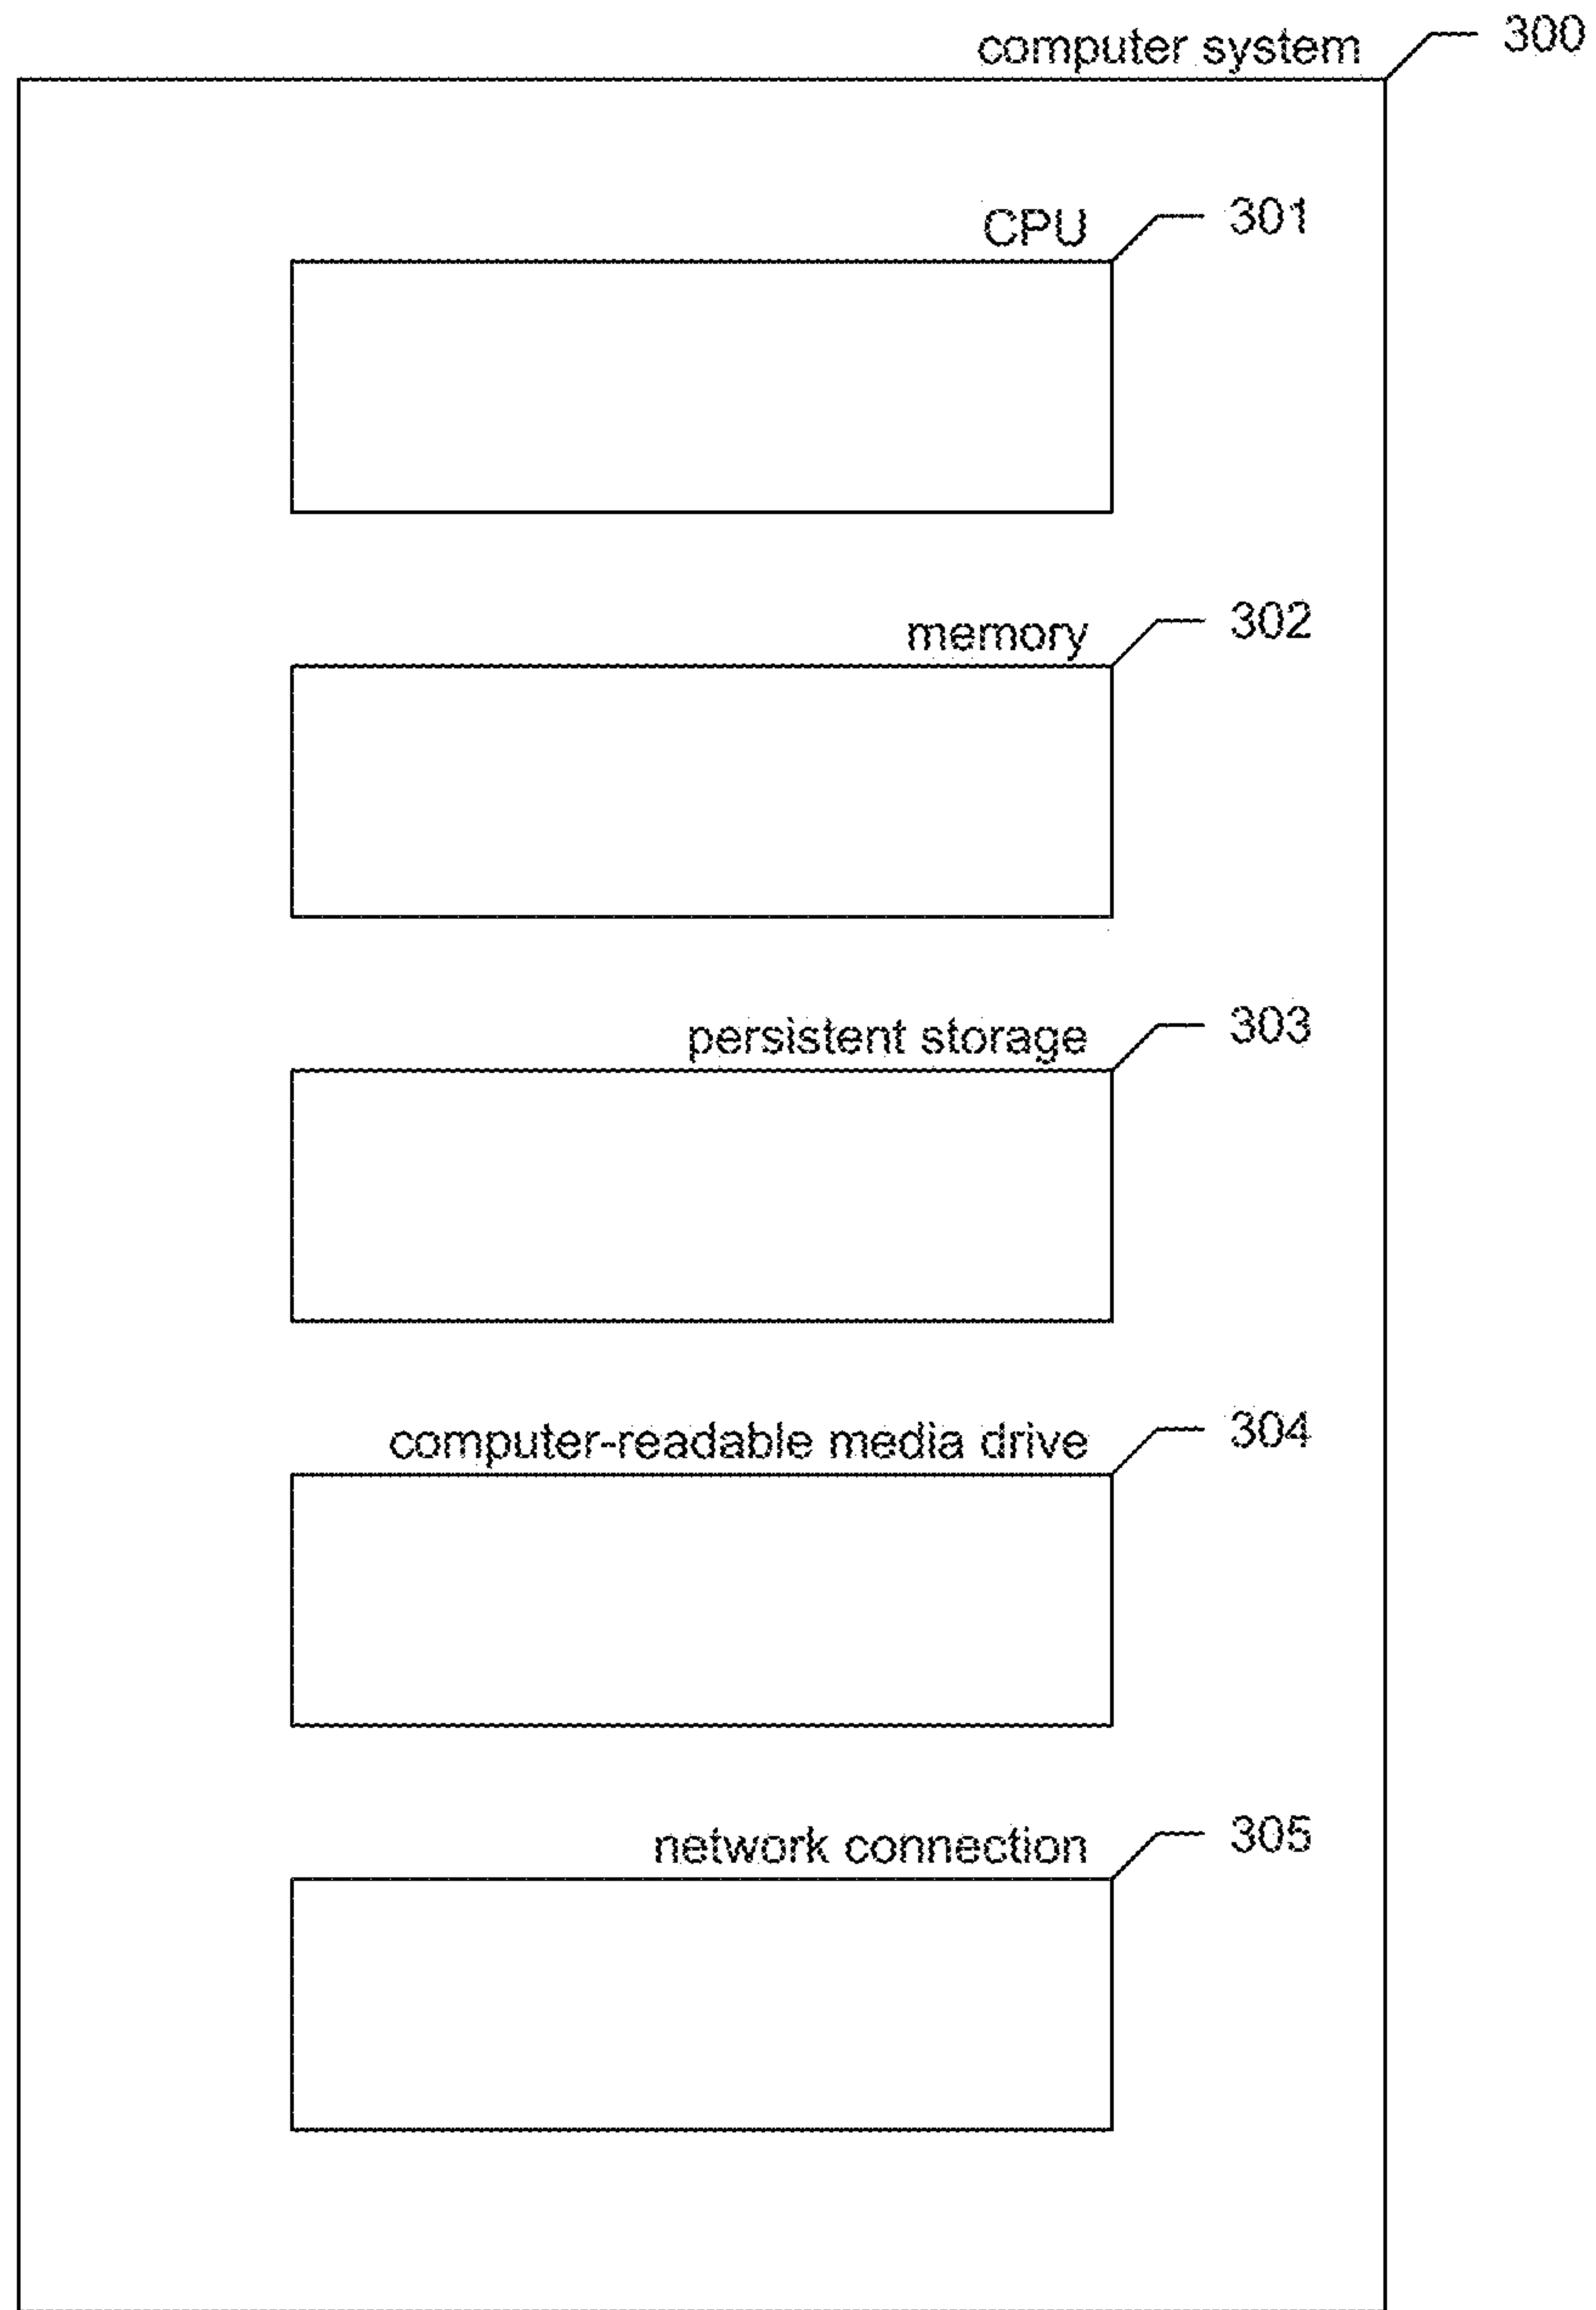 computer system 300
CPU 301
memory 302
persistent storage 303
computer-readable media drive 304
network connection 305